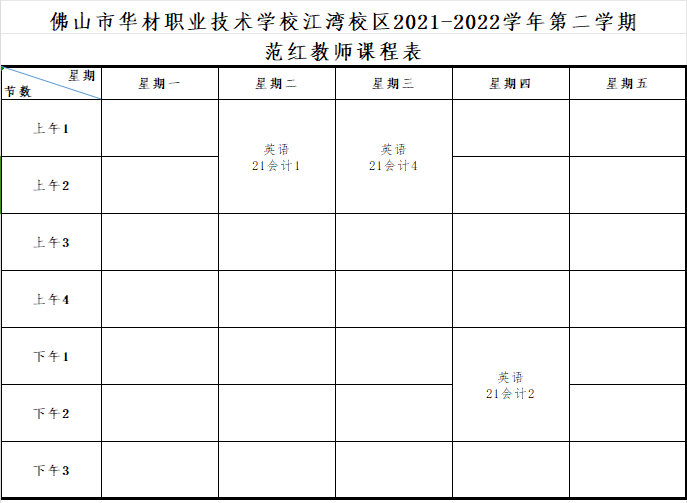 佛山市华材职业技术学校江湾校区2021-2022学年第二学期
范红教师课程表
星期
节数
星期一 星期二 星期三 星期四 星期五
上午1
英语
21会计1
英语
21会计4
上午2
上午3
上午4
下午1
英语
21会计2
下午2
下午3